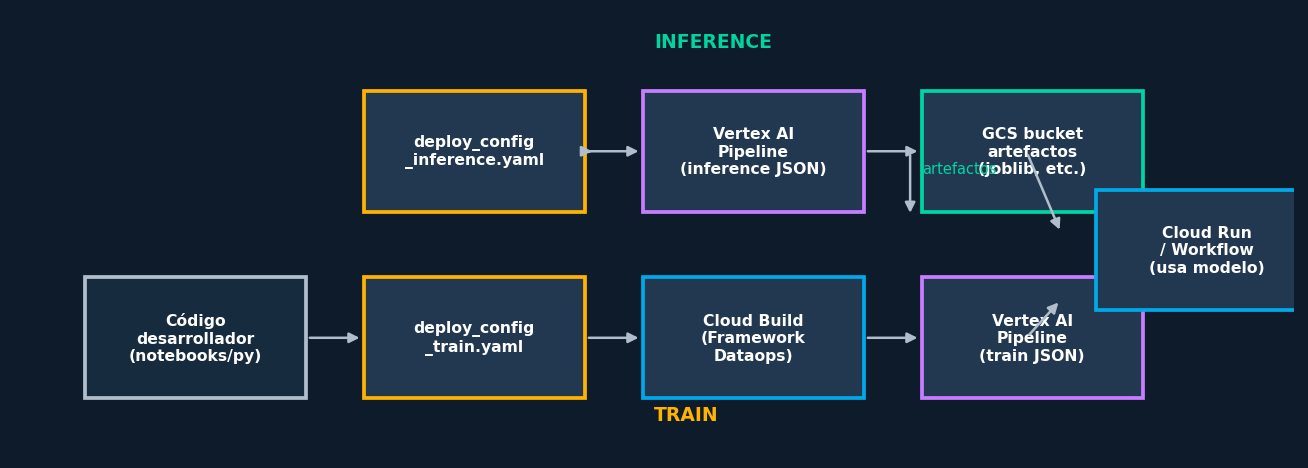 INFERENCE
deploy_config
_inference.yaml
Vertex AI
Pipeline
(inference JSON)
GCS bucket
artefactos
(joblib, etc.)
artefactos
Cloud Run
/ Workflow
(usa modelo)
Código
desarrollador
(notebooks/py)
deploy_config
_train.yaml
Cloud Build
(Framework
Dataops)
Vertex AI
Pipeline
(train JSON)
TRAIN